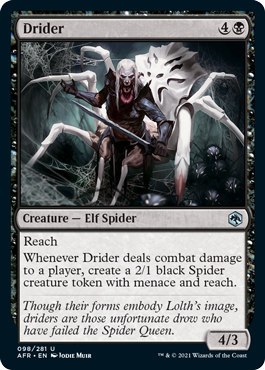 Drider 4
Creature — Elf Spider
Reach
Whenever Drider deals combat damage
to a player, create a 2/1 black Spider
creature token with menace and reach.
Though their forms embody Lolth's image,
driders are those unfortunate drow who
have failed the Spider Queen.
4/3
098/281 U
AFR • EN Jodie Muir
™ & © 2021 Wizards of the Coast